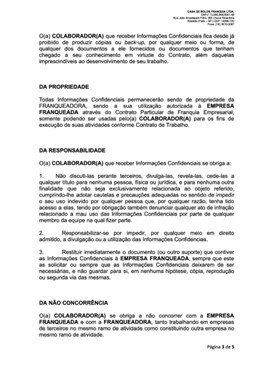 CASA DE BOLOS FRANQUIA LTDA.
O(a) COLABORADOR(A) que receber Informações Confidenciais fica desde já
proibido de produzir cópias ou back-up, por qualquer meio ou forma, de
qualquer dos documentos a ele fornecidos ou documentos que tenham
chegado a seu conhecimento em virtude do Contrato, além daquelas
imprescindíveis ao desenvolvimento de seu trabalho.
DA PROPRIEDADE
Todas Informações Confidenciais permanecerão sendo de propriedade da
FRANQUEADORA, sendo a sua utilização autorizada à EMPRESA
FRANQUEADA através do Contrato Particular de Franquia Empresarial,
somente podendo ser usadas pelo(a) COLABORADOR(A) para os fins de
execução de suas atividades conforme Contrato de Trabalho.
DA RESPONSABILIDADE
O(a) COLABORADOR(A) que receber Informações Confidenciais se obriga a:
1. Não discuti-las perante terceiros, divulga-las, revela-las, cede-las a
qualquer título para nenhuma pessoa, física ou jurídica, e para nenhuma outra
finalidade que não seja exclusivamente relacionada ao objeto referido,
cumprindo-lhe adotar cautelas e precauções adequadas no sentido de impedir
o seu uso indevido por qualquer pessoa que, por qualquer razão, tenha tido
acesso a elas, tendo por obrigação também denunciar qualquer ato de infração
relacionado a mau uso das Informações Confidenciais por parte de qualquer
membro da equipe no qual fizer parte.
2. Responsabilizar-se por impedir, por qualquer meio em direito
admitido, a divulgação ou a utilização das Informações Confidenciais.
3. Restituir imediatamente o documento (ou outro suporte) que contiver
as Informações Confidenciais à EMPRESA FRANQUEADA, sempre que esta
as solicitar ou sempre que as Informações Confidenciais deixarem de ser
necessárias, e não guardar para si, em nenhuma hipótese, cópia, reprodução
ou segunda via das mesmas.
DA NÃO CONCORRÊNCIA
O(a) COLABORADOR(A) se obriga a não concorrer com a EMPRESA
FRANQUEADA e com a FRANQUEADORA, tanto trabalhando em empresas
de terceiros no mesmo ramo de atividade como constituindo outra empresa no
mesmo ramo de atividade.
Página 3 de 5